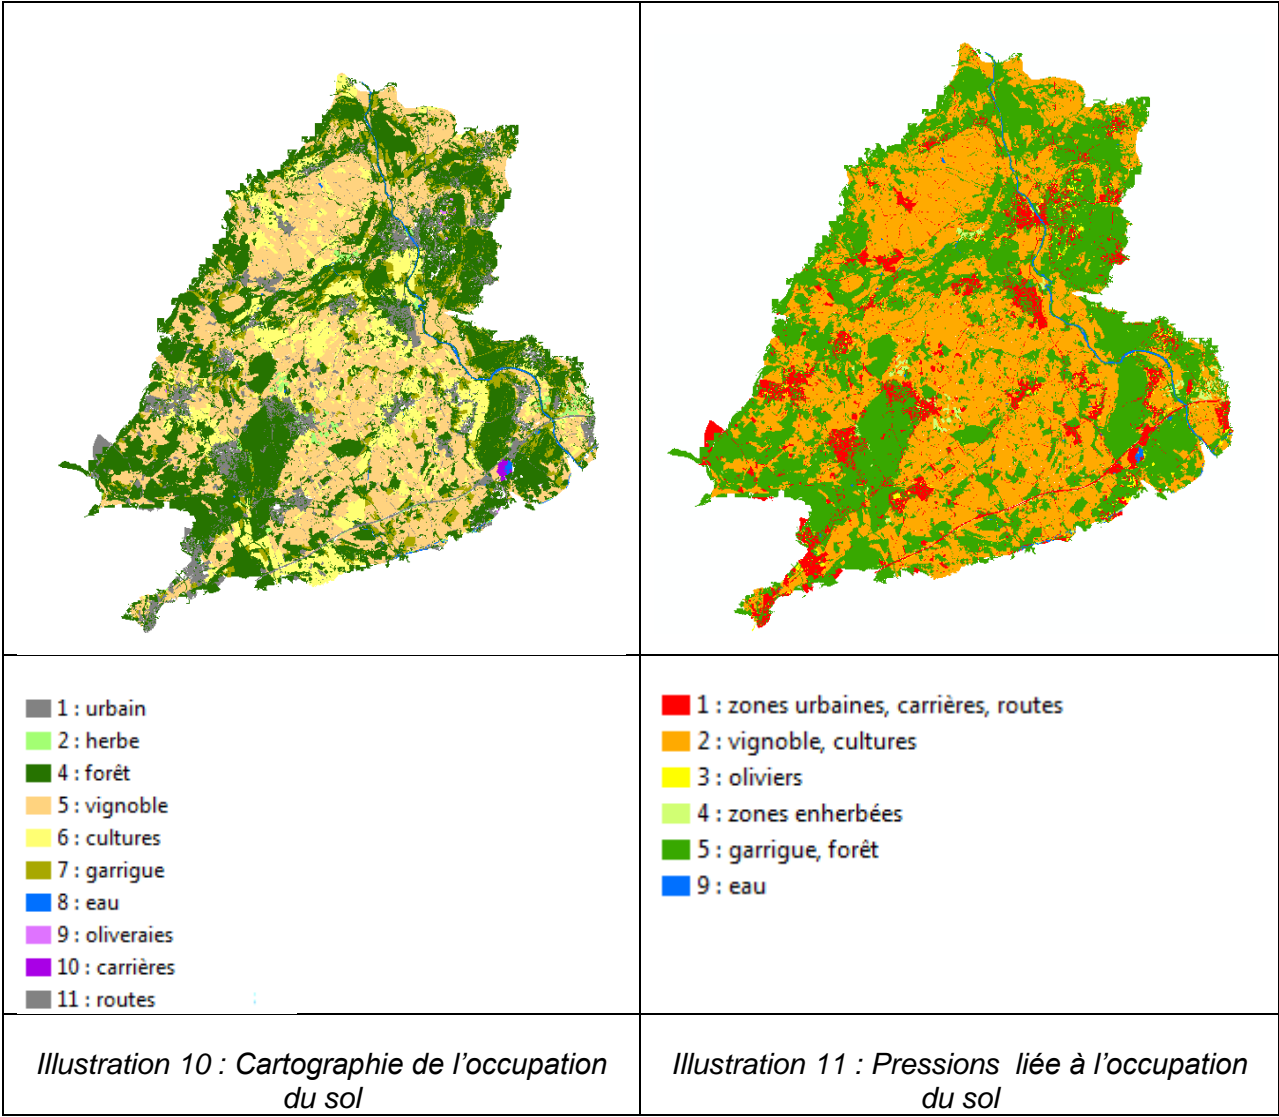 1 : urbain
2 : herbe
4 : forêt
5 : vignoble
6 : cultures
7 : garrigue
8 : eau
9 : oliveraies
10 : carrières
11 : routes
1 : zones urbaines, carrières, routes
2 : vignoble, cultures
3 : oliviers
4 : zones enherbées
5 : garrigue, forêt
9 : eau
Illustration 10 : Cartographie de l'occupation
du sol
Illustration 11 : Pressions liée à l'occupation
du sol